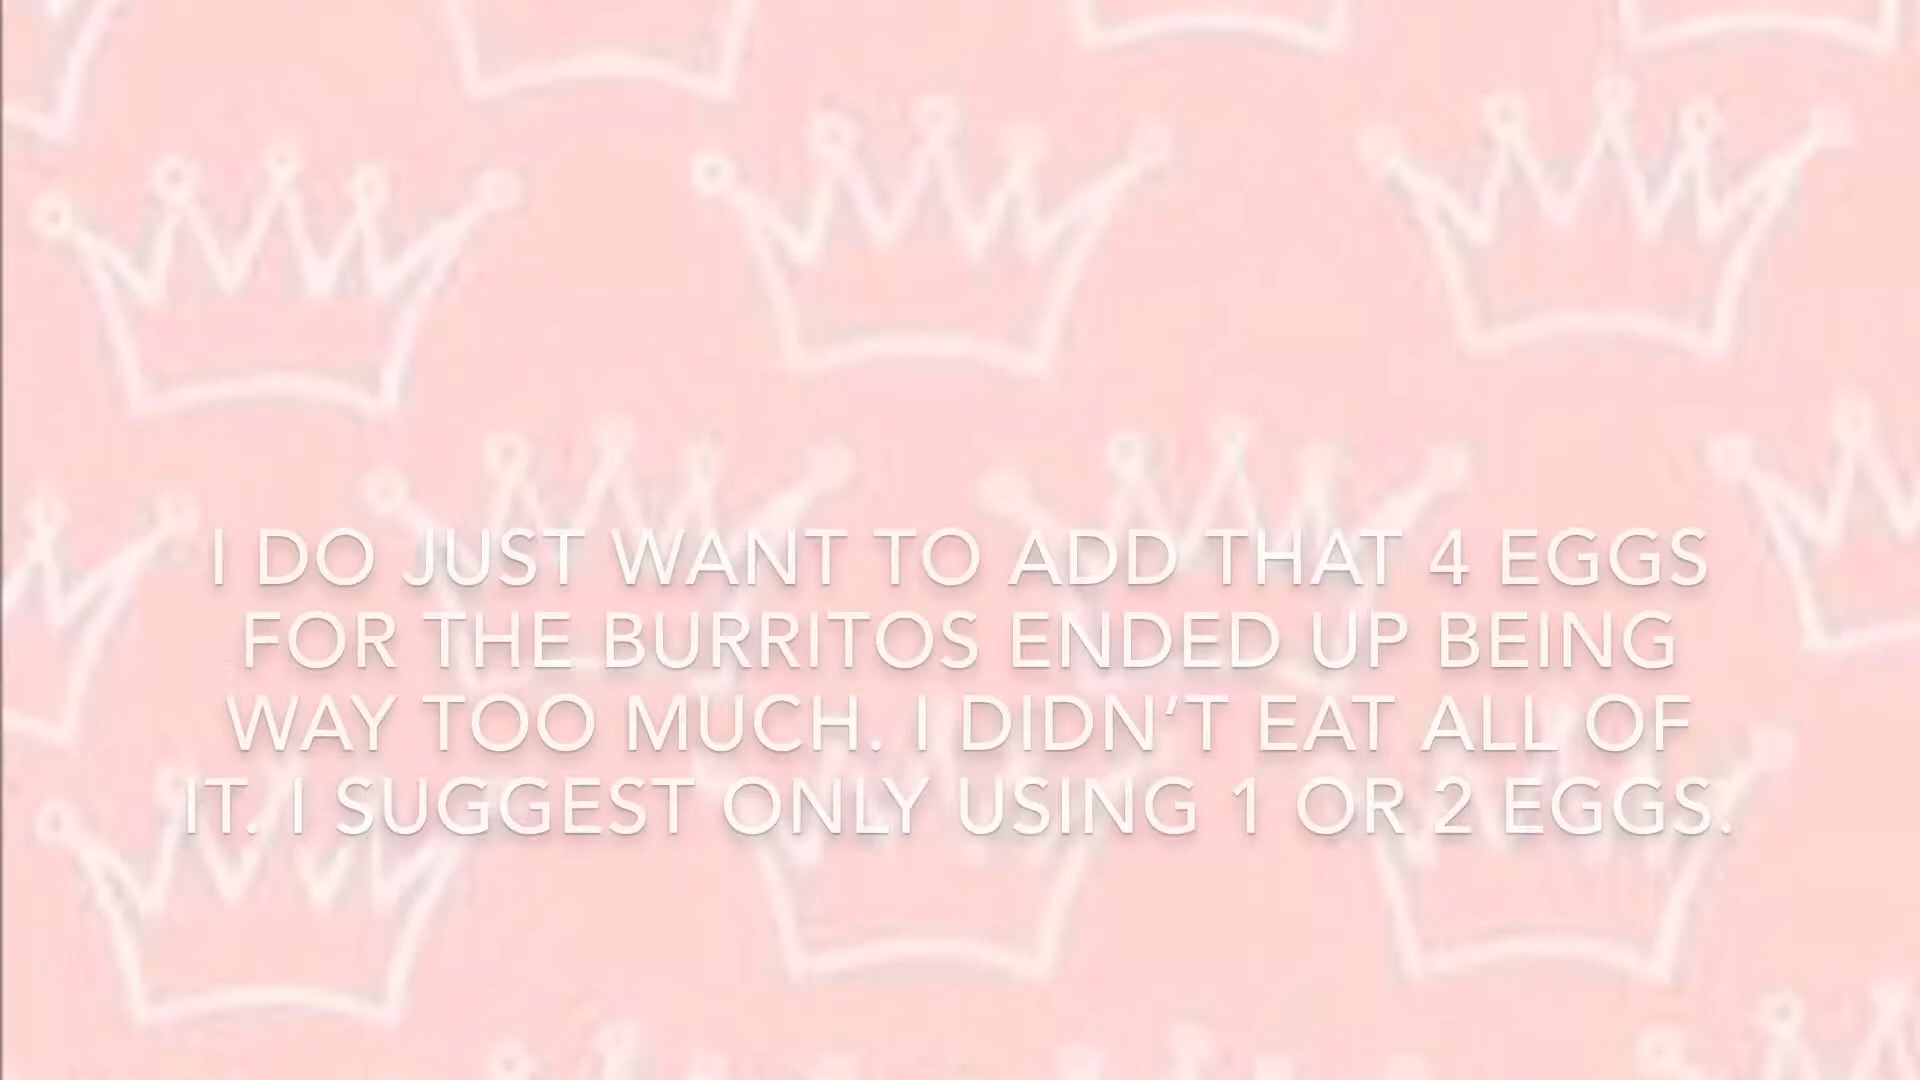 I DO JUST WANT TO ADD THAT 4 EGGS
FOR THE BURRITOS ENDED UP BEING
WAY TOO MUCH. I DIDN’T EAT ALL OF
IT. I SUGGEST ONLY USING 1 OR 2 EGGS.